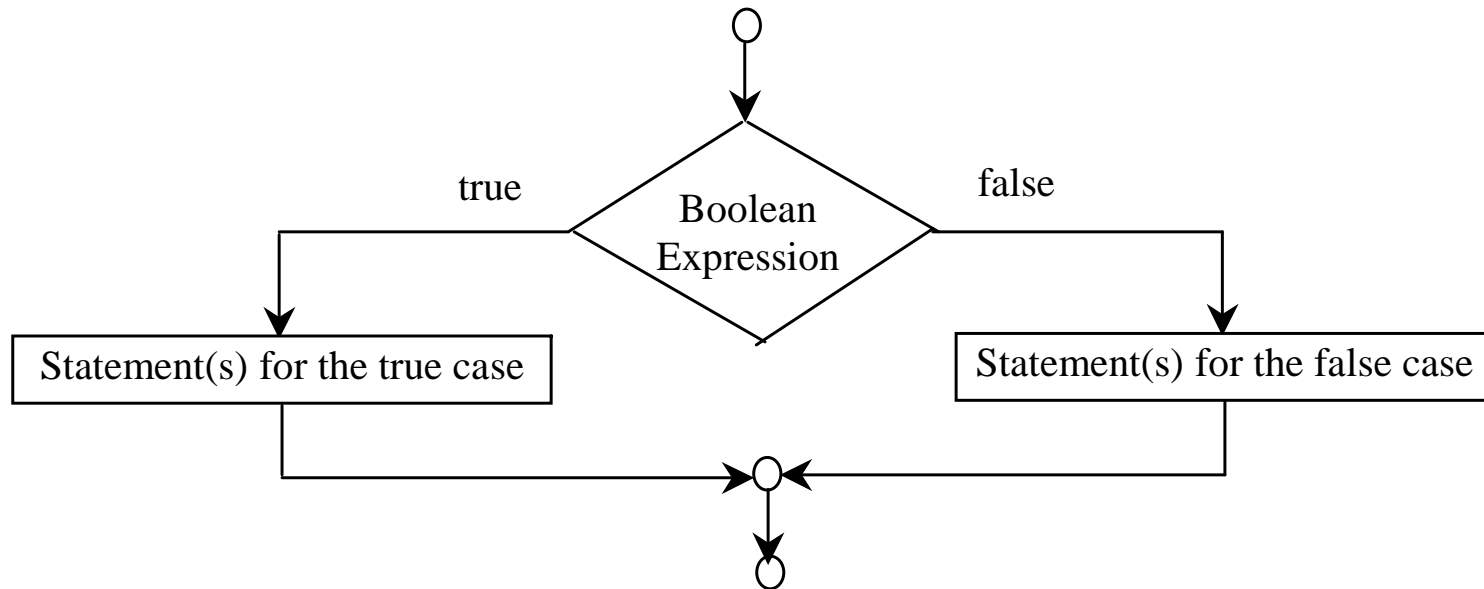 true
false
Boolean
Expression
Statement(s) for the true case
Statement(s) for the false case